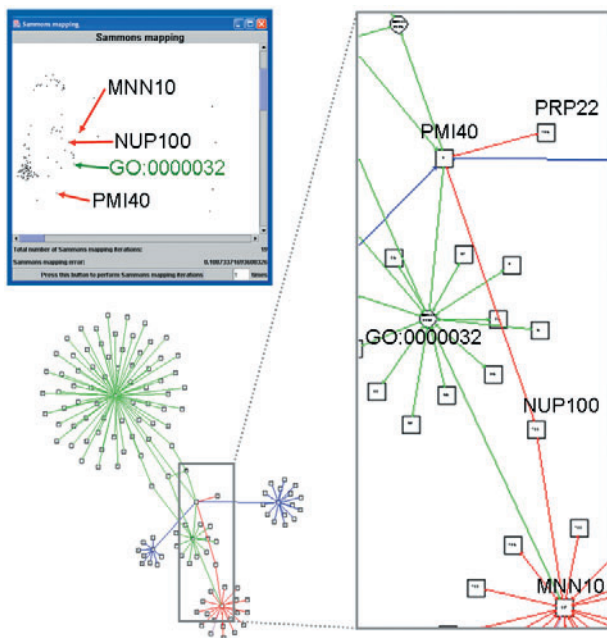 Sammons mapping
Sammons mapping
MNN10
NUP100
GO:0000032
PMI40
Total number of Sammons mapping iterations:
Sammons mapping error:
Press this button to perform Sammons mapping iterations 1 times
PRP22
PMI40
GO:0000032
NUP100
MNN10